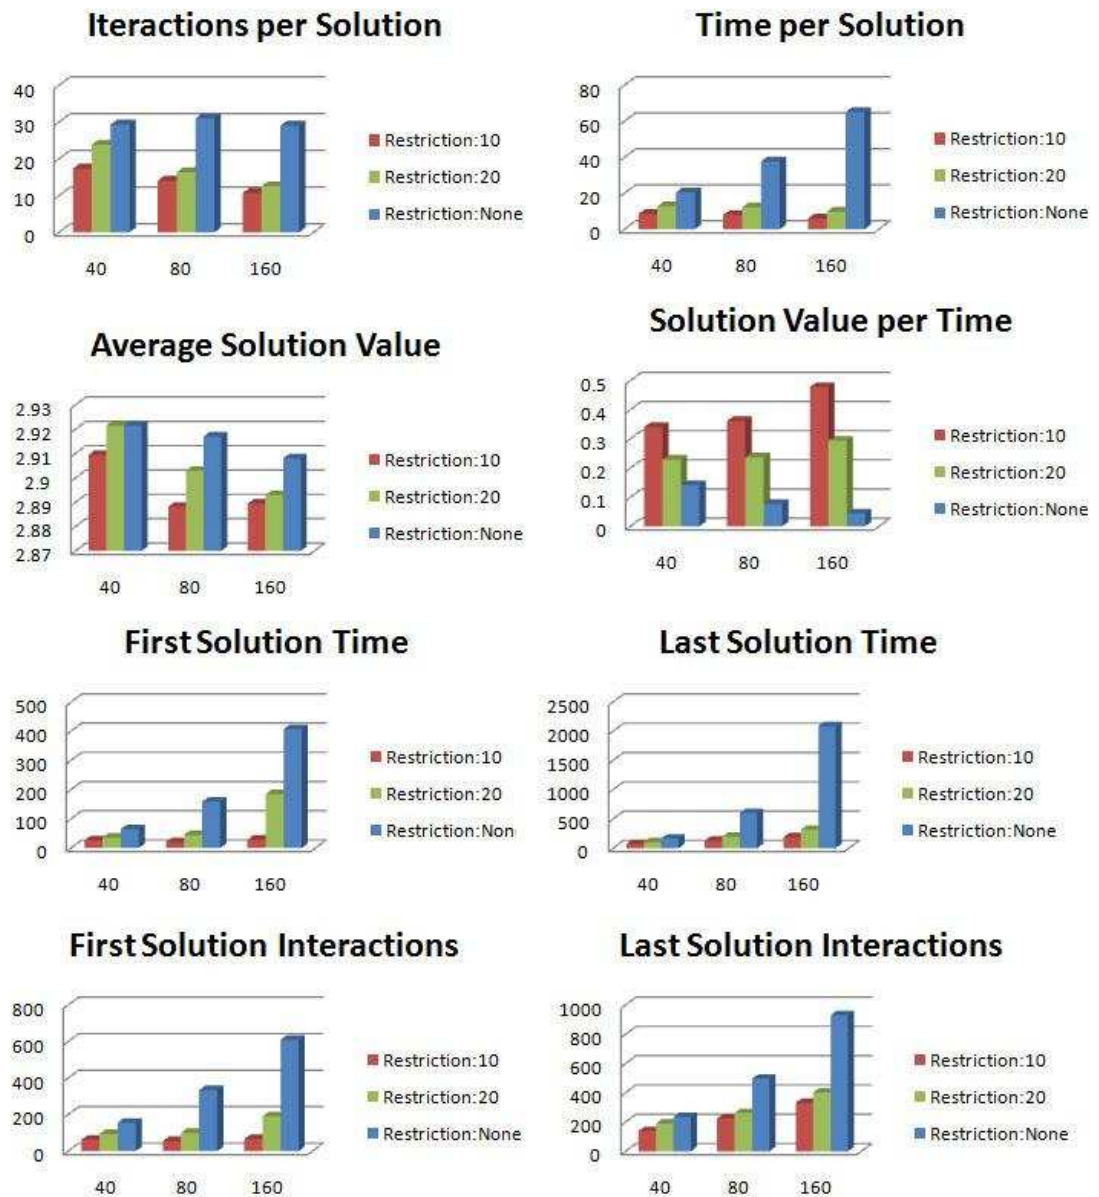 Iteractions per Solution
40
30
20
10
0
40 80 160
Restriction:10
Restriction:20
Restriction:None
Time per Solution
80
60
40
20
0
40 80 160
Restriction:10
Restriction:20
Restriction:None
Average Solution Value
2.93
2.92
2.91
2.9
2.89
2.88
2.87
40 80 160
Restriction:10
Restriction:20
Restriction:None
Solution Value per Time
0.5
0.4
0.3
0.2
0.1
0
40 80 160
Restriction:10
Restriction:20
Restriction:None
First Solution Time
500
400
300
200
100
0
40 80 160
Restriction:10
Restriction:20
Restriction:Non
Last Solution Time
2500
2000
1500
1000
500
0
40 80 160
Restriction:10
Restriction:20
Restriction:None
First Solution Interactions
800
600
400
200
0
40 80 160
Restriction:10
Restriction:20
Restriction:None
Last Solution Interactions
1000
800
600
400
200
0
40 80 160
Restriction:10
Restriction:20
Restriction:None